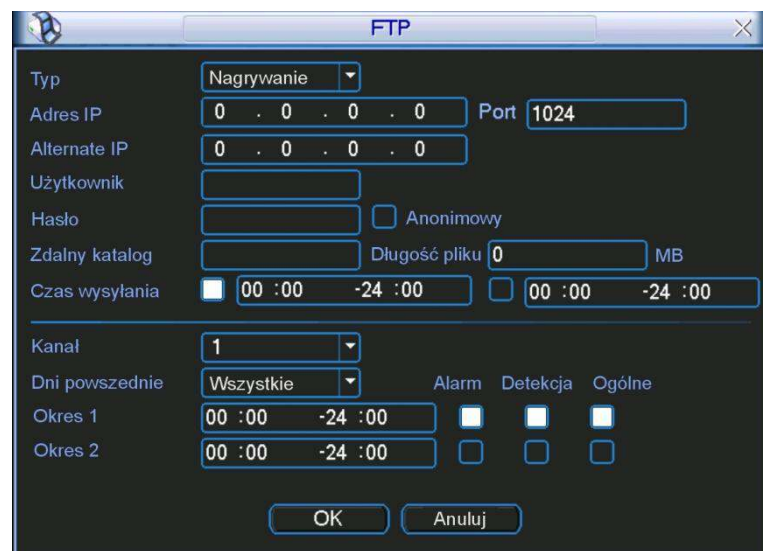 FTP
Typ Nagrywanie
Adres IP 0 . 0 . 0 . 0 Port 1024
Alternate IP 0 . 0 . 0 . 0
Użytkownik
Hasło Anonimowy
Zdalny katalog Długość pliku 0 MB
Czas wysyłania 00 :00 -24 :00 00 :00 -24 :00
Kanał 1
Dni powszednie Wszystkie Alarm Detekcja Ogólne
Okres 1 00 :00 -24 :00
Okres 2 00 :00 -24 :00
OK Anuluj